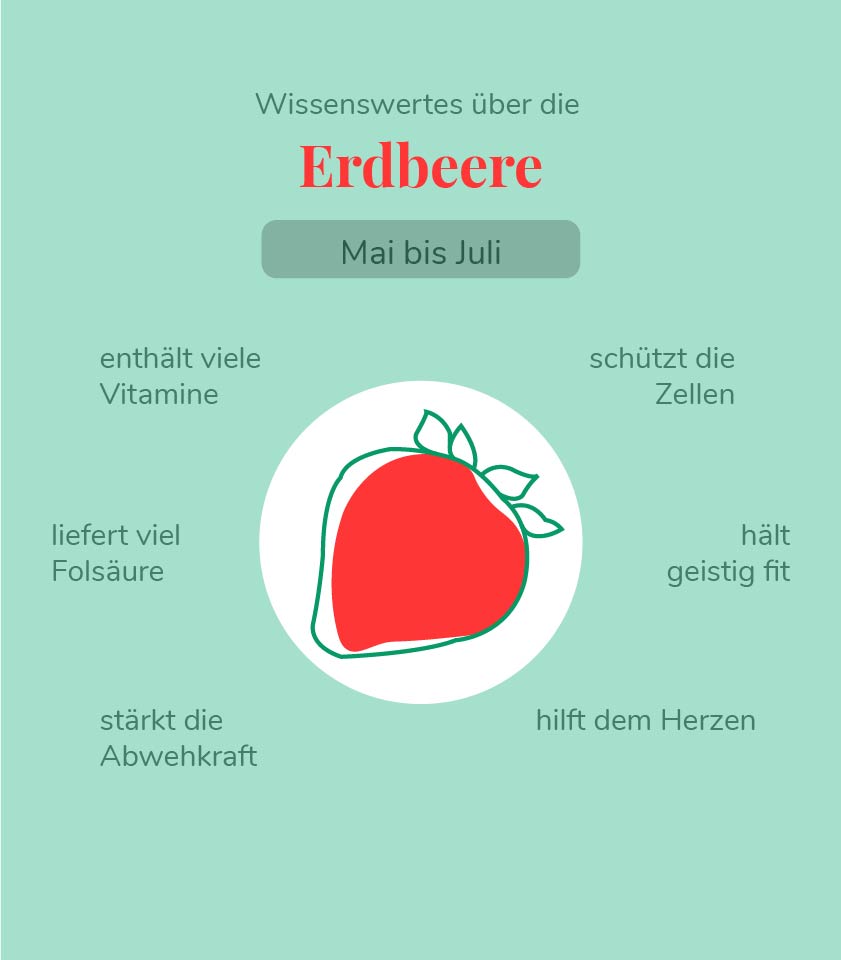 Wissenswertes über die
Erdbeere
Mai bis Juli
enthält viele
Vitamine
schützt die
Zellen
liefert viel
Folsäure
hält
geistig fit
stärkt die
Abwehkraft
hilft dem Herzen